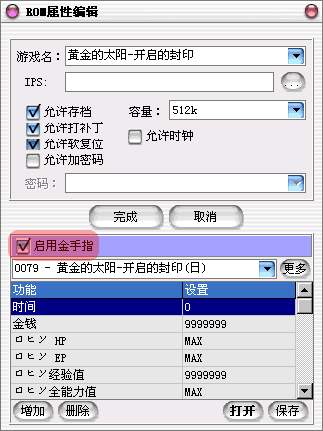 ROM属性编辑
游戏名： 黄金的太阳-开启的封印
IPS: ...
允许存档 容量： 512k
允许打补丁 允许时钟
允许软复位
允许加密码
密码：
完成 取消
启用金手指
0079 - 黄金的太阳-开启的封印(日) 更多
功能 设置
时间 0
金钱 9999999
ロヒソ HP MAX
ロヒソ EP MAX
ロヒソ经验值 9999999
ロヒソ全能力值 MAX
增加 删除 打开 保存